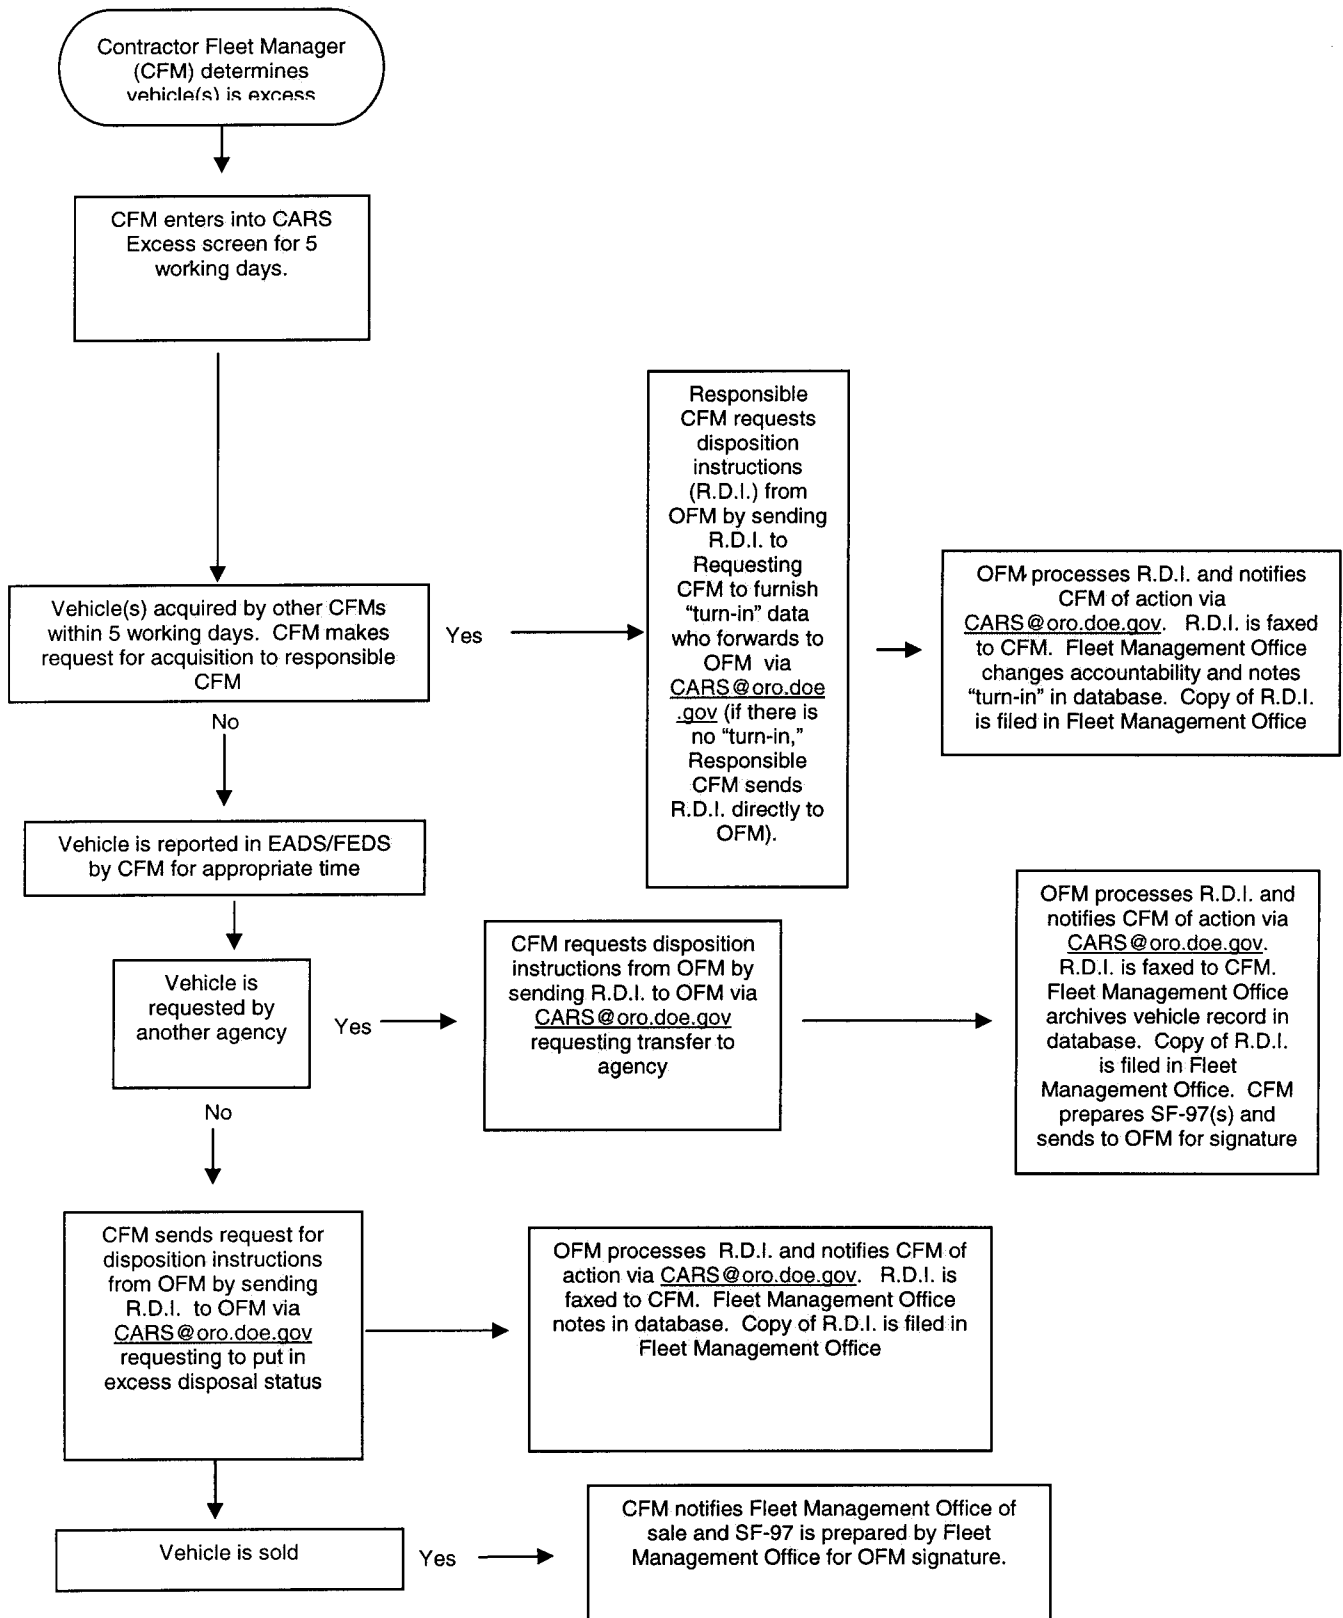 Contractor Fleet Manager
(CFM) determines
vehicle(s) is excess
CFM enters into CARS
Excess screen for 5
working days.
Vehicle(s) acquired by other CFMs
within 5 working days.  CFM makes
request for acquisition to responsible
CFM
Yes
Responsible
CFM requests
disposition
instructions
(R.D.I.) from
OFM by sending
R.D.I. to
Requesting
CFM to furnish
“turn-in” data
who forwards to
OFM  via
CARS@oro.doe
.gov (if there is
no “turn-in,”
Responsible
CFM sends
R.D.I. directly to
OFM).
OFM processes R.D.I. and notifies
CFM of action via
CARS@oro.doe.gov.   R.D.I. is faxed
to CFM.  Fleet Management Office
changes accountability and notes
“turn-in” in database.  Copy of R.D.I.
is filed in Fleet Management Office
No
Vehicle is reported in EADS/FEDS
by CFM for appropriate time
Vehicle is
requested by
another agency
Yes
CFM requests disposition
instructions from OFM by
sending R.D.I. to OFM via
CARS@oro.doe.gov
requesting transfer to
agency
OFM processes R.D.I. and
notifies CFM of action via
CARS@oro.doe.gov.
R.D.I. is faxed to CFM.
Fleet Management Office
archives vehicle record in
database.  Copy of R.D.I.
is filed in Fleet
Management Office.  CFM
prepares SF-97(s) and
sends to OFM for signature
No
CFM sends request for
disposition instructions
from OFM by sending
R.D.I.  to OFM via
CARS@oro.doe.gov
requesting to put in
excess disposal status
OFM processes  R.D.I. and notifies CFM of
action via CARS@oro.doe.gov.   R.D.I. is
faxed to CFM.  Fleet Management Office
notes in database.  Copy of R.D.I. is filed in
Fleet Management Office
Vehicle is sold
Yes
CFM notifies Fleet Management Office of
sale and SF-97 is prepared by Fleet
Management Office for OFM signature.